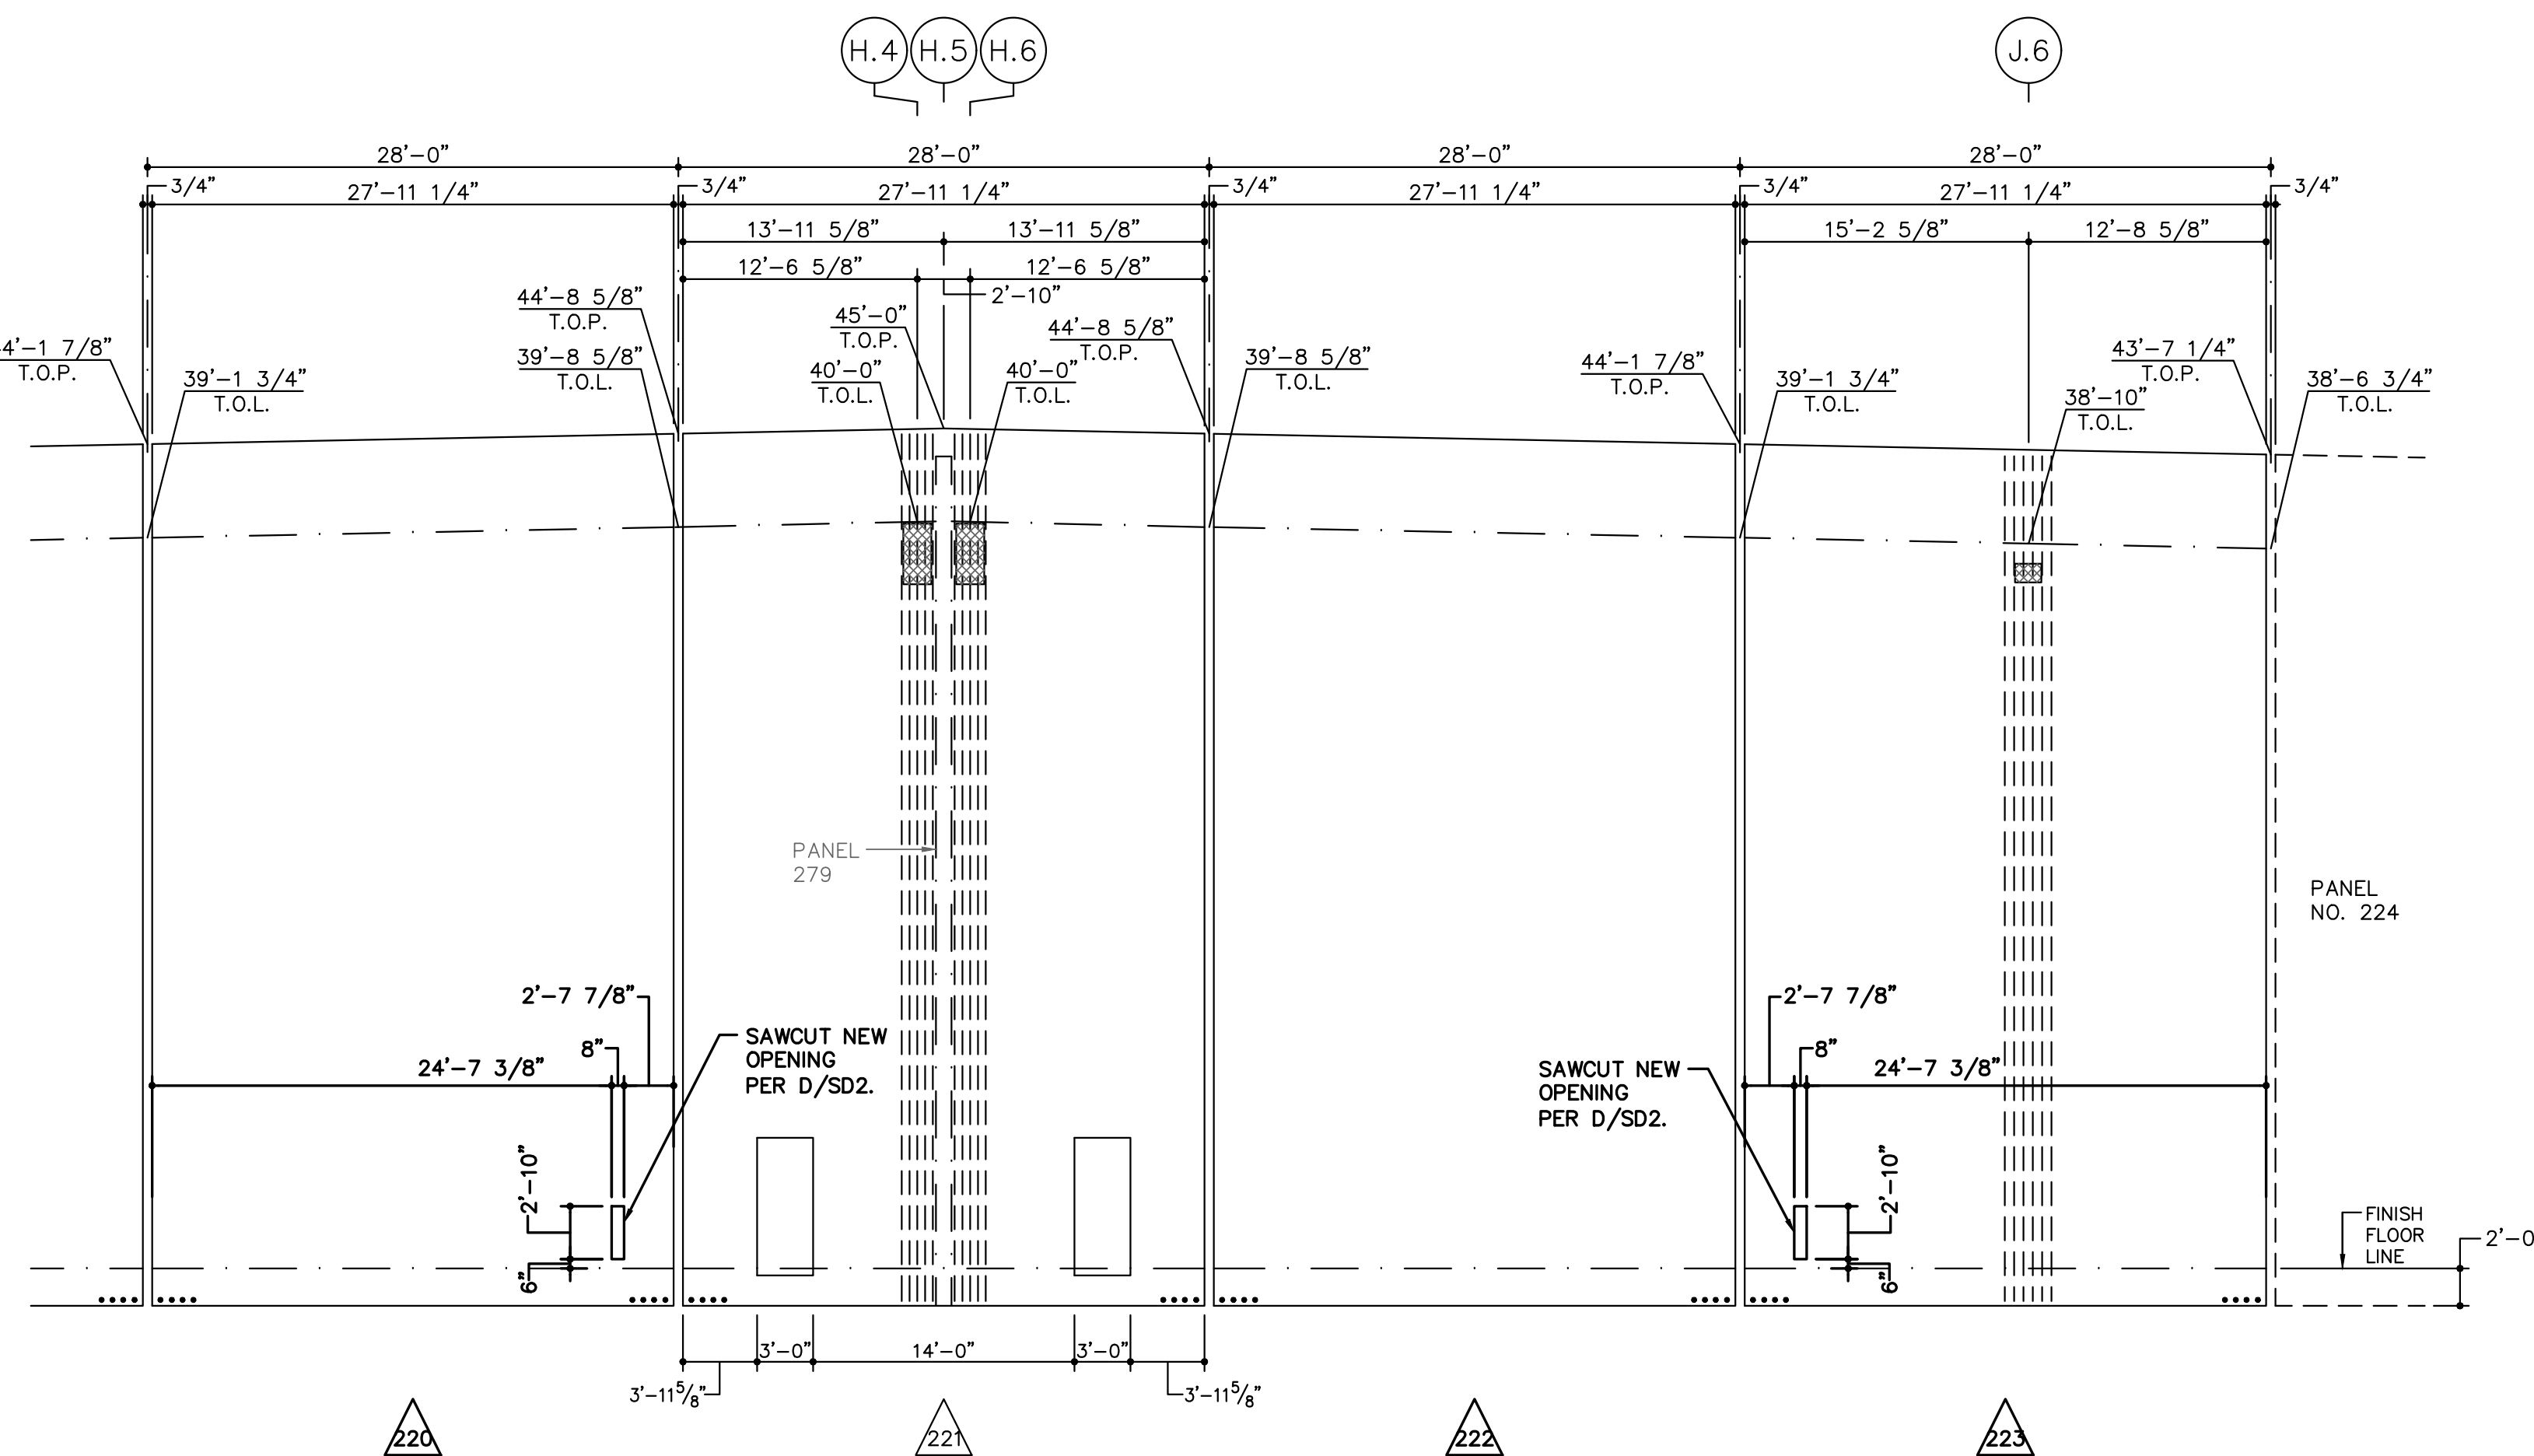 H.4 H.5 H.6 J.6
28'-0" 28'-0" 28'-0" 28'-0"
3/4" 3/4" 3/4" 3/4" 3/4"
27'-11 1/4" 27'-11 1/4" 27'-11 1/4" 27'-11 1/4"
13'-11 5/8" 13'-11 5/8" 15'-2 5/8" 12'-8 5/8"
12'-6 5/8" 12'-6 5/8"
2'-10"
44'-8 5/8"
T.O.P.
45'-0"
T.O.P.
44'-8 5/8"
T.O.P.
4'-1 7/8"
T.O.P.
39'-1 3/4"
T.O.L.
39'-8 5/8"
T.O.L.
40'-0"
T.O.L.
40'-0"
T.O.L.
39'-8 5/8"
T.O.L.
44'-1 7/8"
T.O.P.
39'-1 3/4"
T.O.L.
43'-7 1/4"
T.O.P.
38'-10"
T.O.L.
38'-6 3/4"
T.O.L.
PANEL
279
PANEL
NO. 224
2'-7 7/8"
8"
24'-7 3/8"
SAWCUT NEW
OPENING
PER D/SD2.
2'-10"
6"
2'-7 7/8"
8"
24'-7 3/8"
SAWCUT NEW
OPENING
PER D/SD2.
2'-10"
6"
FINISH
FLOOR
LINE
2'-0
3'-0" 14'-0" 3'-0"
3'-11 5/8" 3'-11 5/8"
220 221 222 223